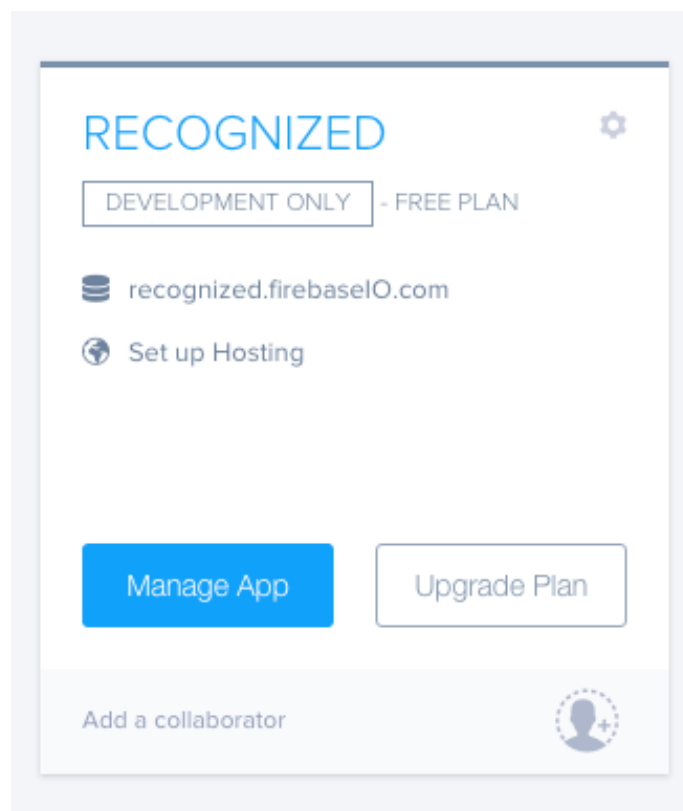 RECOGNIZED
DEVELOPMENT ONLY - FREE PLAN
recognized.firebaseIO.com
Set up Hosting
Manage App
Upgrade Plan
Add a collaborator